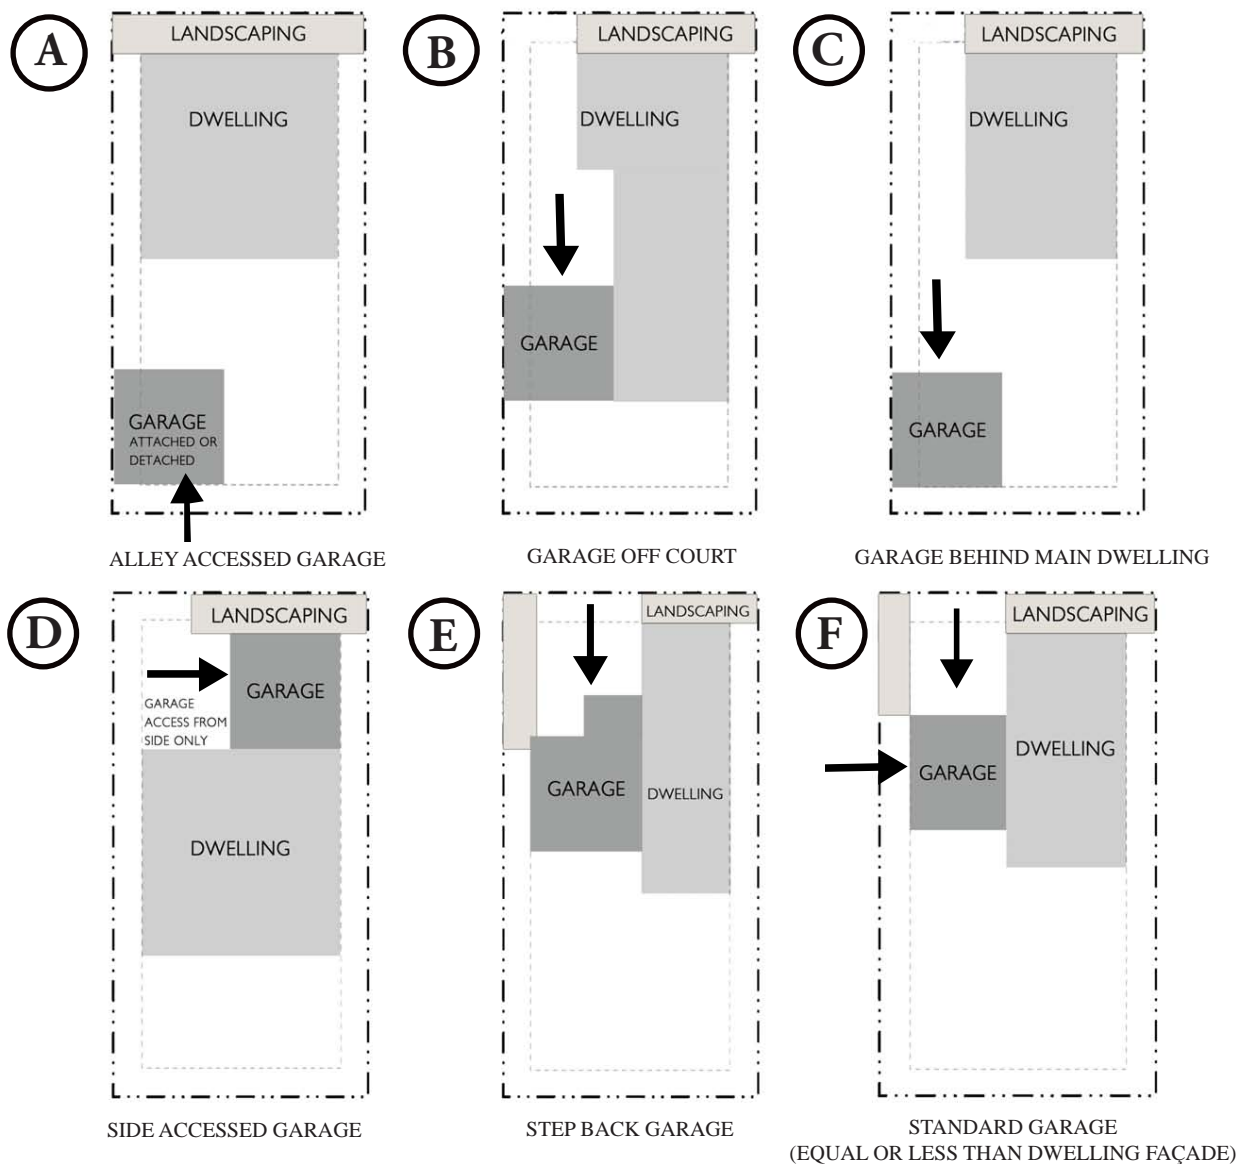 A
LANDSCAPING
DWELLING
GARAGE
ATTACHED OR
DETACHED
ALLEY ACCESSED GARAGE
B
LANDSCAPING
DWELLING
GARAGE
GARAGE OFF COURT
C
LANDSCAPING
DWELLING
GARAGE
GARAGE BEHIND MAIN DWELLING
D
LANDSCAPING
GARAGE
GARAGE
ACCESS FROM
SIDE ONLY
DWELLING
SIDE ACCESSED GARAGE
E
LANDSCAPING
GARAGE
DWELLING
STEP BACK GARAGE
F
LANDSCAPING
DWELLING
GARAGE
STANDARD GARAGE
(EQUAL OR LESS THAN DWELLING FAÇADE)